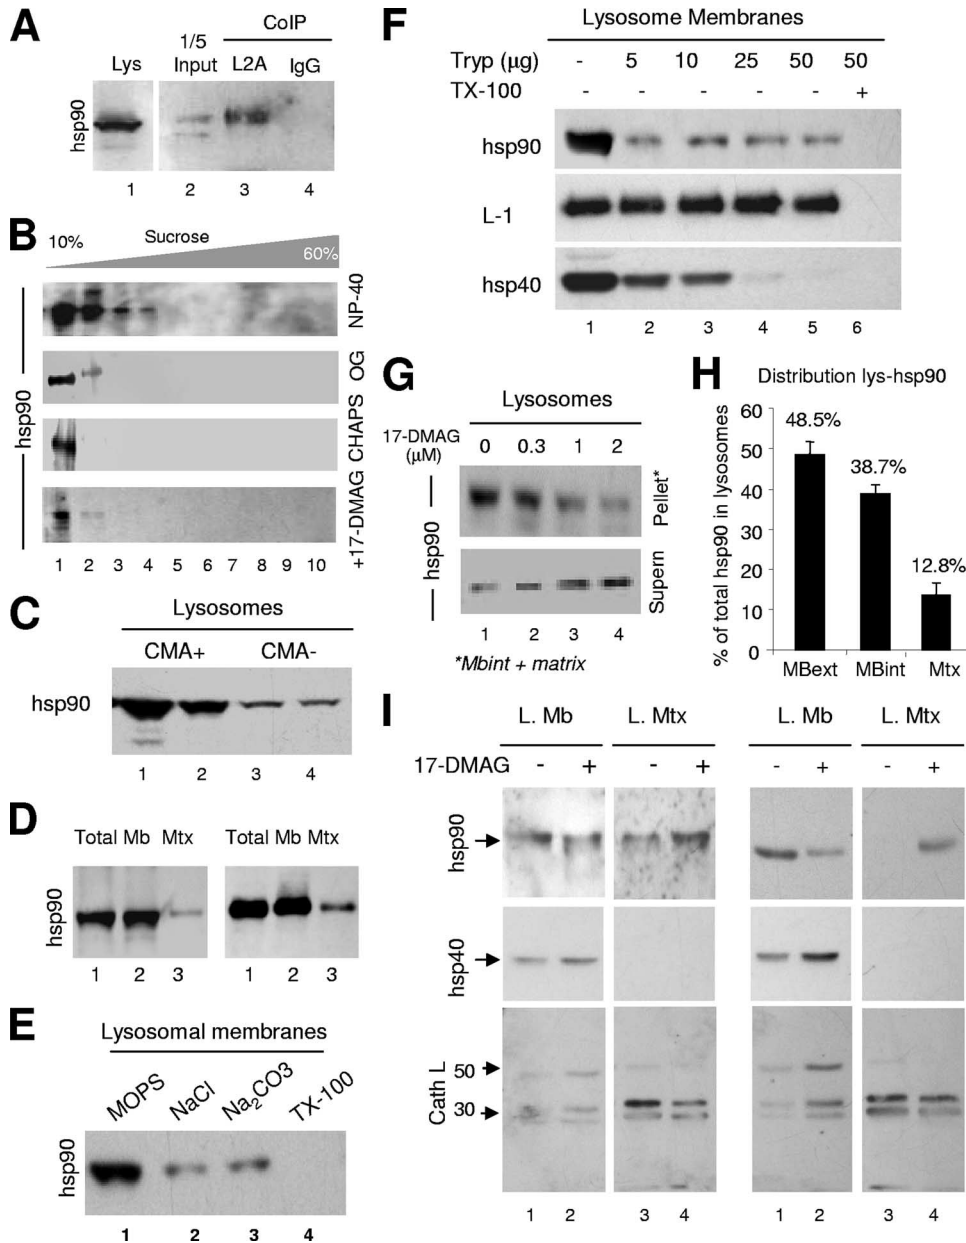 A
CoIP
1/5
Lys Input L2A IgG
hsp90
1 2 3 4
B
Sucrose
10%
60%
NP-40
OG
CHAPS
+17-DMAG
hsp90
1 2 3 4 5 6 7 8 9 10
C
Lysosomes
CMA+ CMA-
hsp90
1 2 3 4
D
Total Mb Mtx Total Mb Mtx
hsp90
1 2 3 1 2 3
E
Lysosomal membranes
MOPS NaCl Na2CO3 TX-100
hsp90
1 2 3 4
F
Lysosome Membranes
Tryp (µg) - 5 10 25 50 50
TX-100 - - - - +
hsp90
L-1
hsp40
1 2 3 4 5 6
G
Lysosomes
17-DMAG 0 0.3 1 2
(µM)
Pellet*
hsp90
Supern
1 2 3 4
*Mbint + matrix
H
Distribution lys-hsp90
% of total hsp90 in lysosomes
60
50
40
30
20
10
0
48.5%
38.7%
12.8%
MBext MBint Mtx
I
L. Mb L. Mtx L. Mb L. Mtx
17-DMAG - + - + - + - +
hsp90
hsp40
Cath L
50
30
1 2 3 4 1 2 3 4